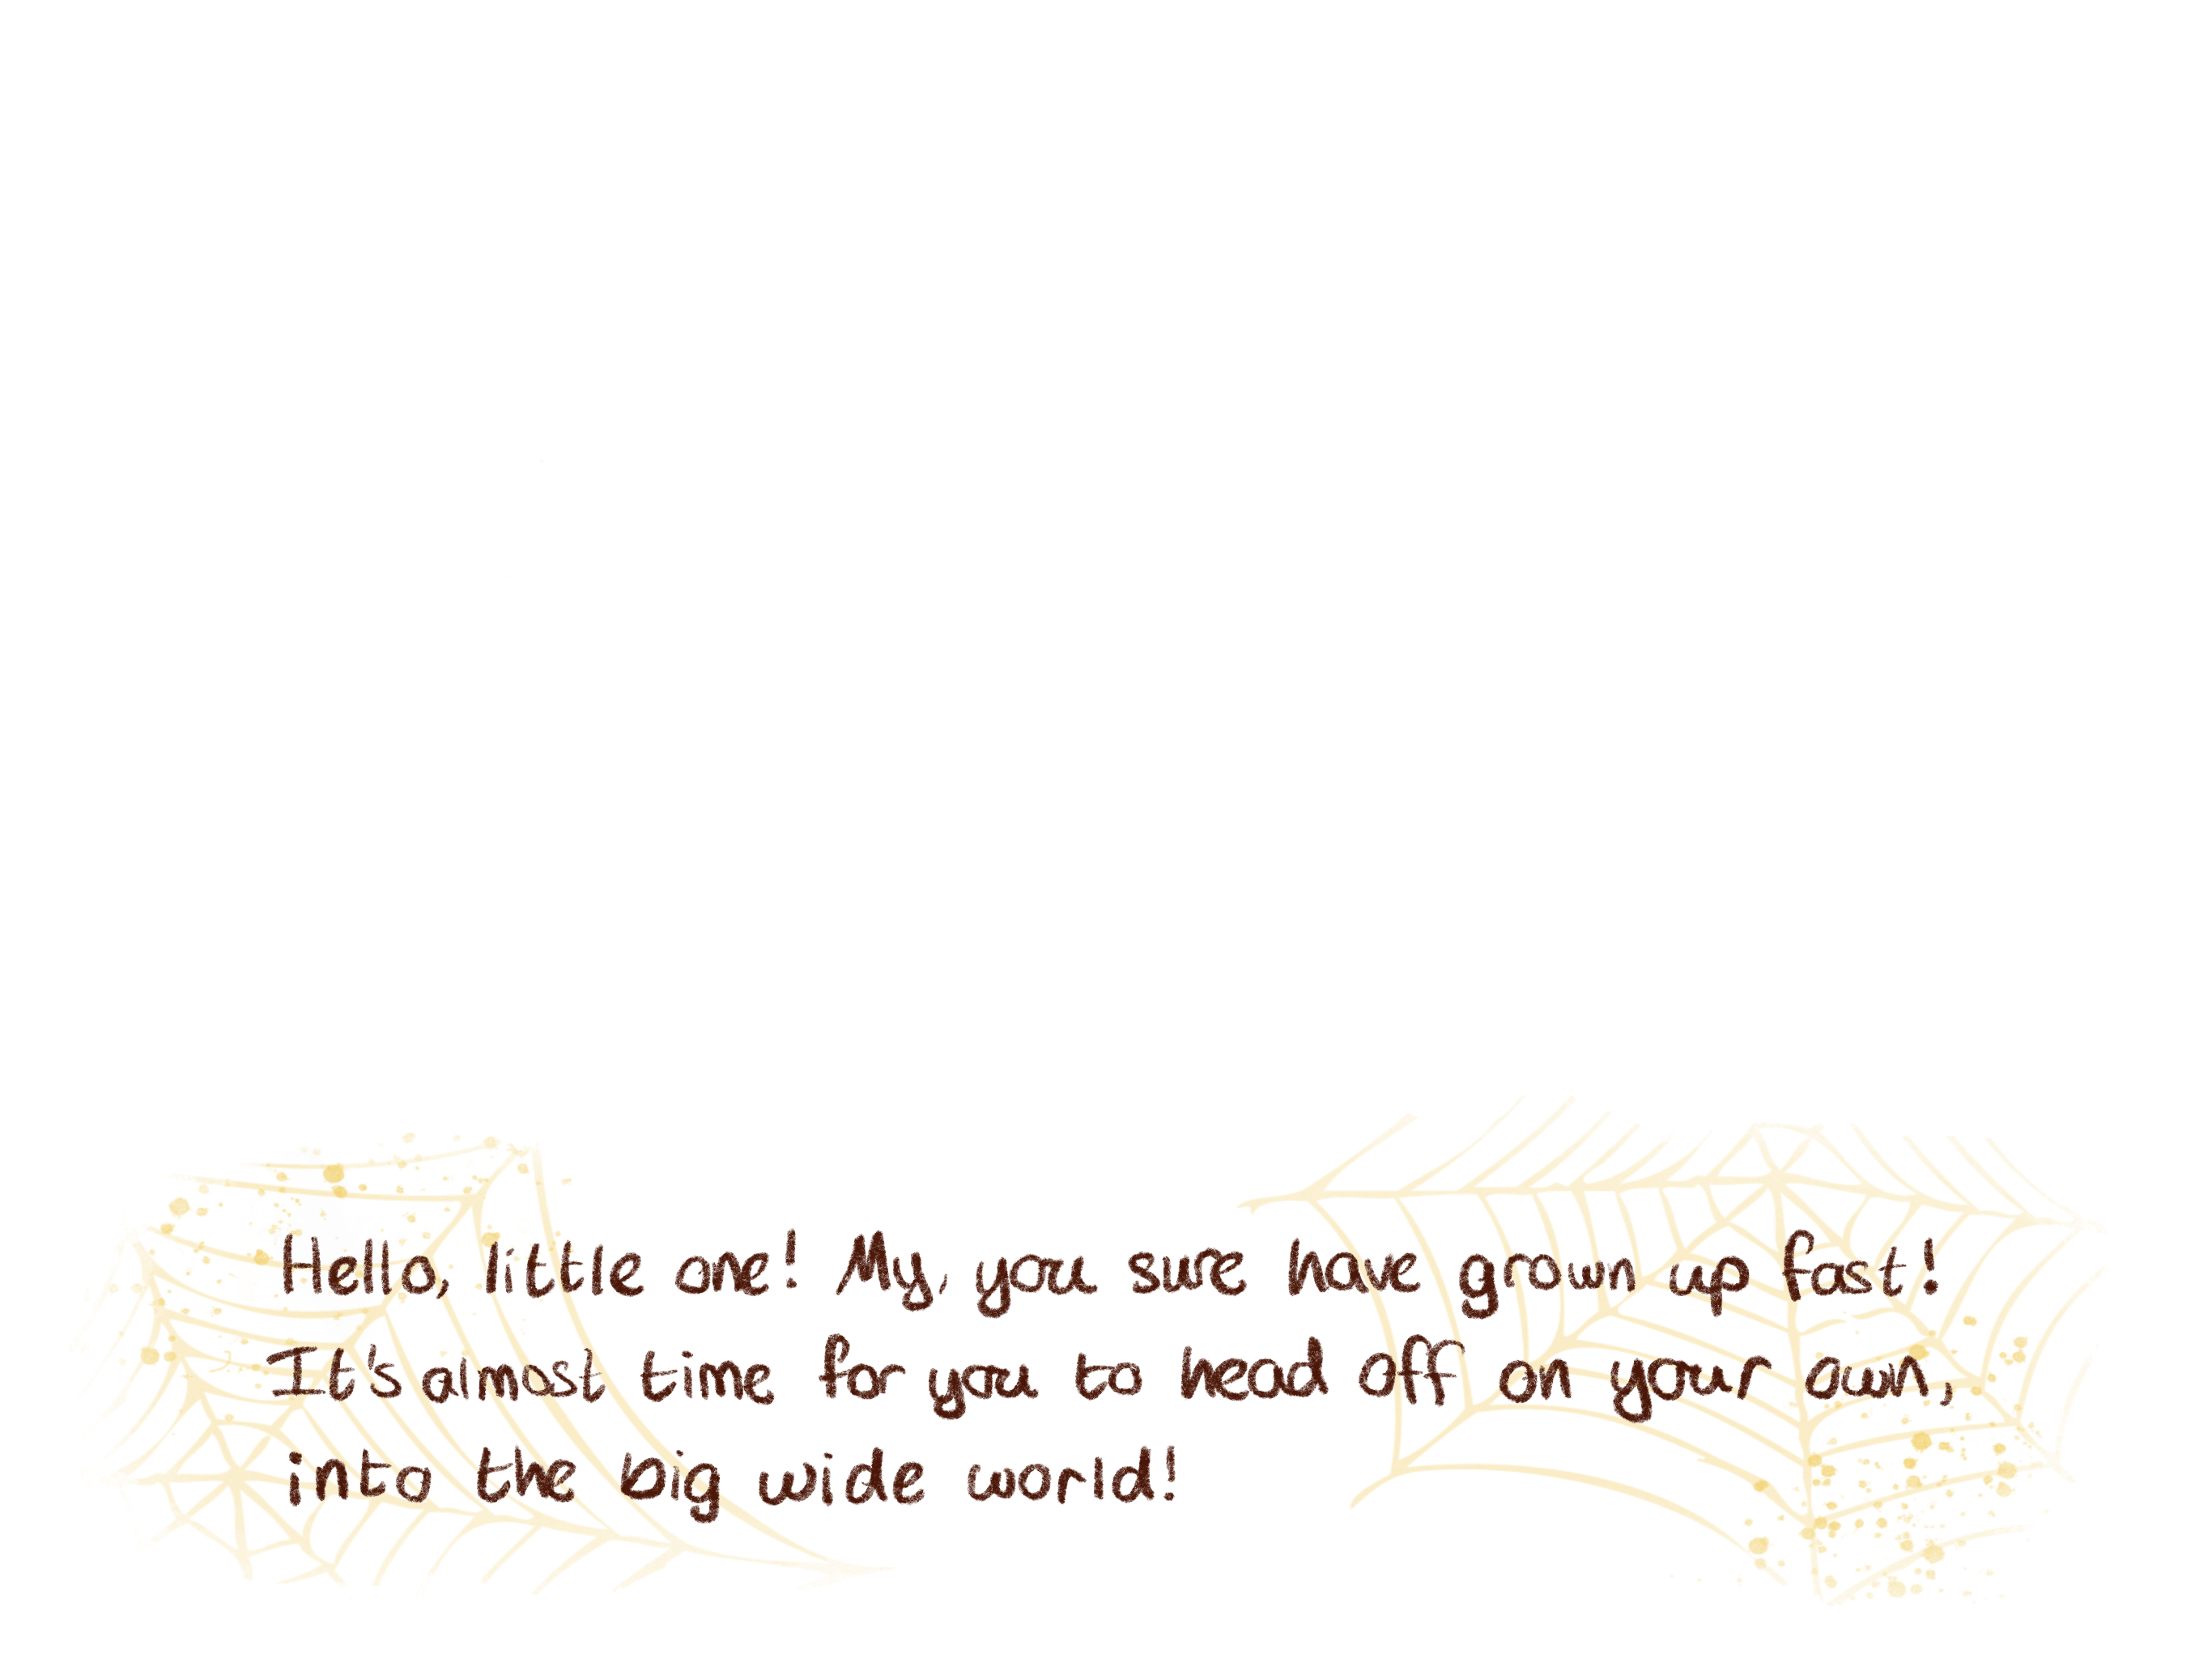 Hello, little one! My, you sure have grown up fast!
It's almost time for you to head off on your own,
into the big wide world!